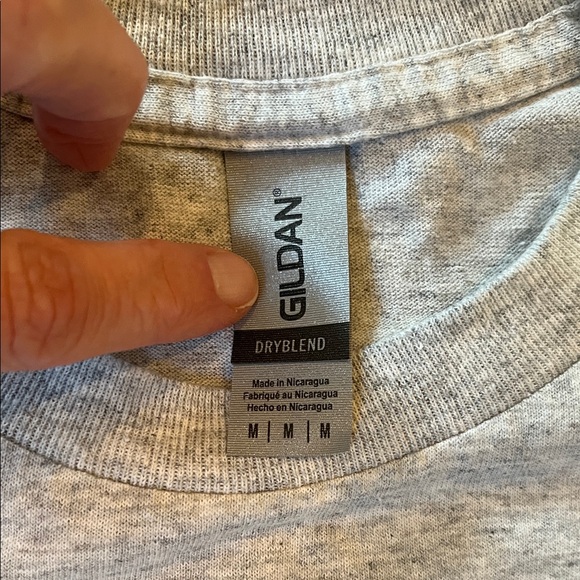 GILDAN®
DRYBLEND
Made in Nicaragua
Fabriqué au Nicaragua
Hecho en Nicaragua
M | M | M